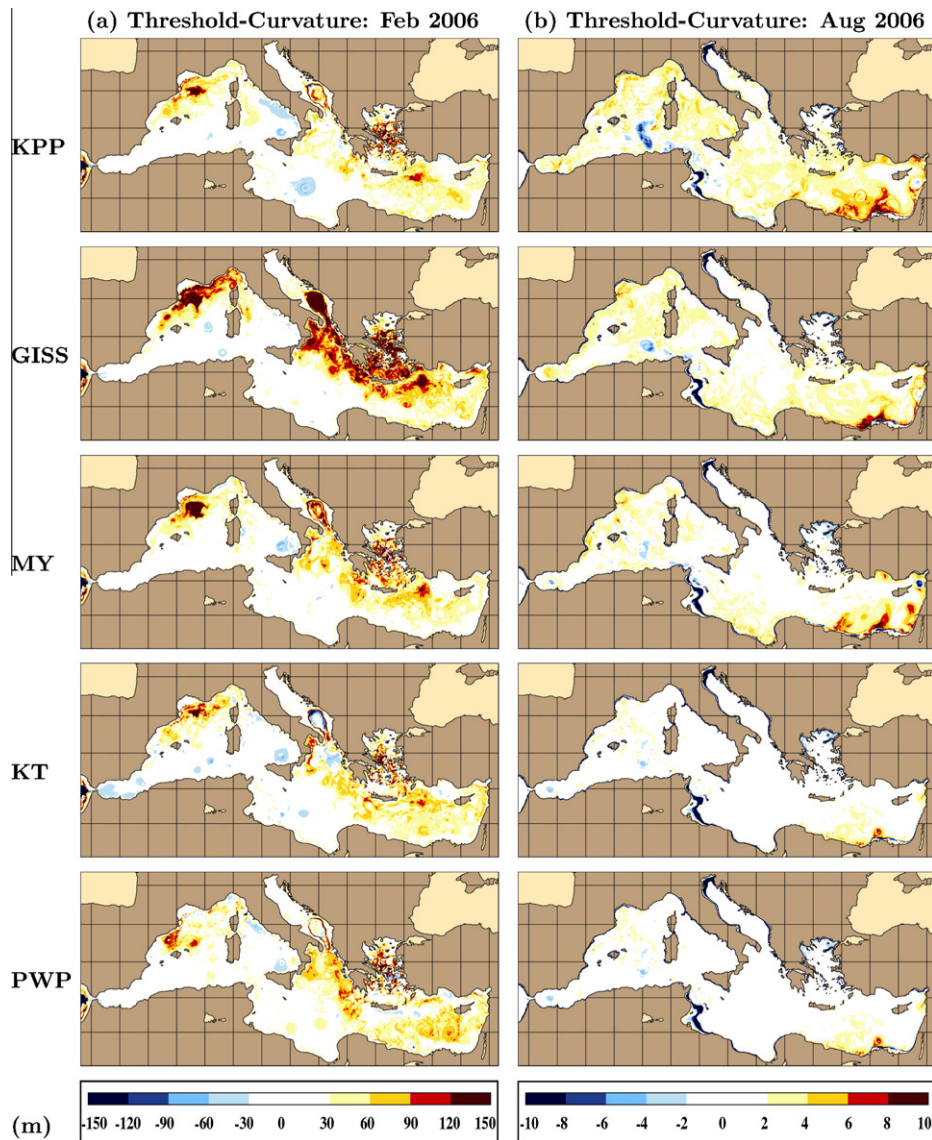 (a) Threshold-Curvature: Feb 2006
(b) Threshold-Curvature: Aug 2006
KPP
GISS
MY
KT
PWP
(m)
-150 -120 -90 -60 -30 0 30 60 90 120 150
-10 -8 -6 -4 -2 0 2 4 6 8 10